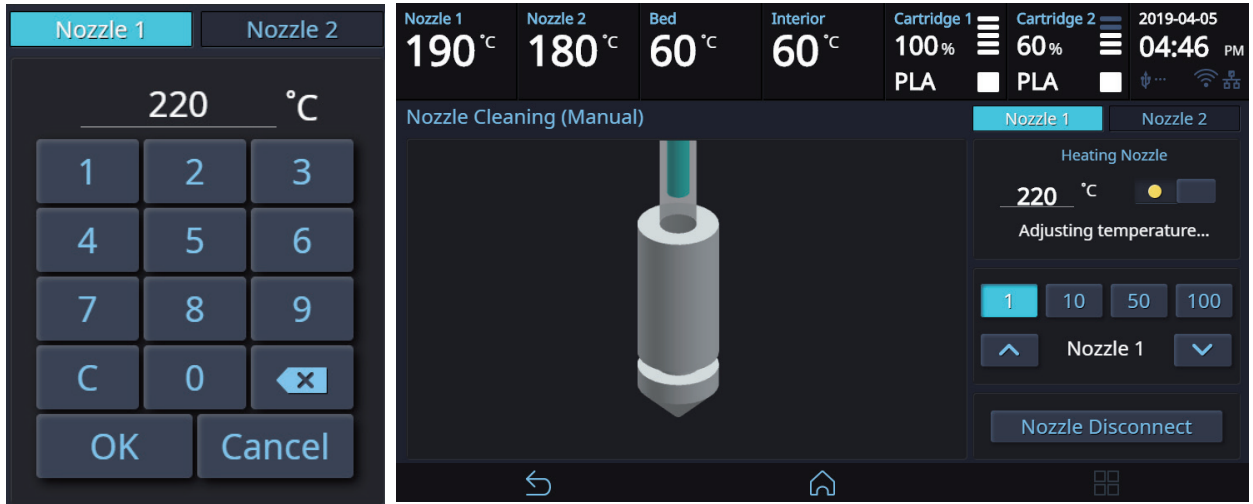 Nozzle 1 Nozzle 2
220 °C
1 2 3
4 5 6
7 8 9
C 0
OK Cancel
Nozzle 1 Nozzle 2 Bed Interior Cartridge 1 Cartridge 2 2019-04-05
190 °C 180 °C 60 °C 60 °C 100 % 60 % 04:46 PM
PLA PLA
Nozzle Cleaning (Manual)
Nozzle 1 Nozzle 2
Heating Nozzle
220 °C
Adjusting temperature...
1 10 50 100
Nozzle 1
Nozzle Disconnect